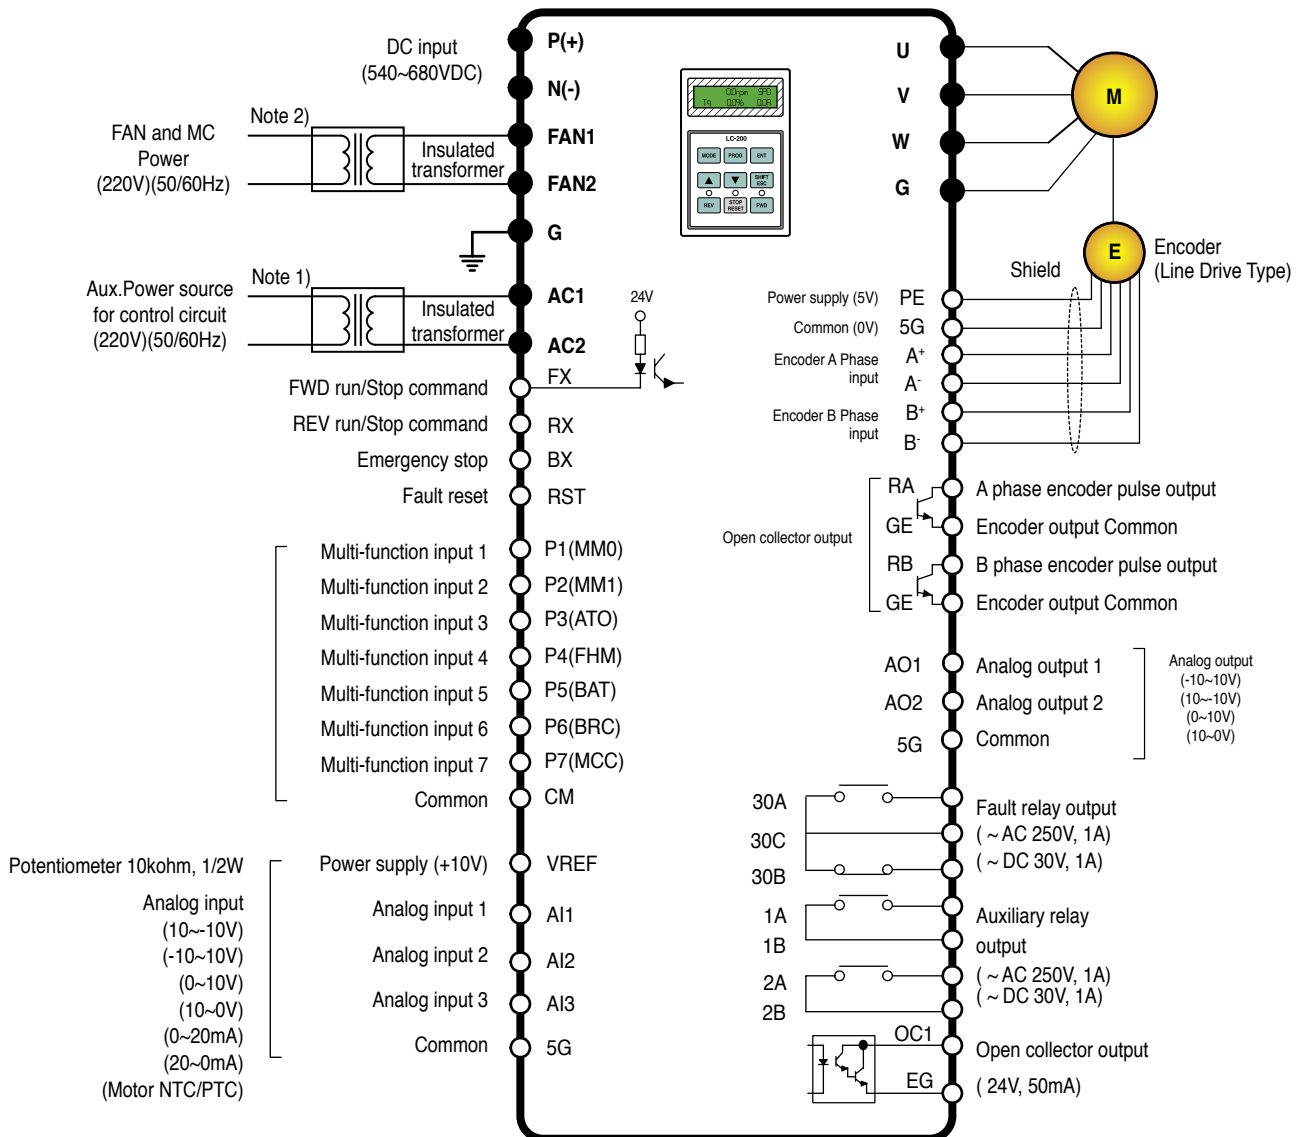 DC input
(540~680VDC)
P(+)
N(-)
Note 2)
FAN and MC
Power
(220V)(50/60Hz)
Insulated
transformer
FAN1
FAN2
G
Note 1)
Aux.Power source
for control circuit
(220V)(50/60Hz)
Insulated
transformer
AC1
AC2
24V
FWD run/Stop command
FX
REV run/Stop command
RX
Emergency stop
BX
Fault reset
RST
Multi-function input 1
P1(MM0)
Multi-function input 2
P2(MM1)
Multi-function input 3
P3(ATO)
Multi-function input 4
P4(FHM)
Multi-function input 5
P5(BAT)
Multi-function input 6
P6(BRC)
Multi-function input 7
P7(MCC)
Common
CM
Potentiometer 10kohm, 1/2W
Power supply (+10V)
VREF
Analog input
(10~-10V)
(-10~10V)
(0~10V)
(10~0V)
(0~20mA)
(20~0mA)
(Motor NTC/PTC)
Analog input 1
AI1
Analog input 2
AI2
Analog input 3
AI3
Common
5G
0.0rpm SPD
Tq 0.0% 0.0A
LC-200
MODE
PROG
ENT
SHIFT
ESC
REV
STOP
RESET
FWD
U
V
W
G
M
E
Encoder
(Line Drive Type)
Shield
Power supply (5V)
PE
Common (0V)
5G
Encoder A Phase
input
A+
A-
Encoder B Phase
input
B+
B-
Open collector output
RA
A phase encoder pulse output
GE
Encoder output Common
RB
B phase encoder pulse output
GE
Encoder output Common
AO1
Analog output 1
AO2
Analog output 2
5G
Common
Analog output
(-10~10V)
(10~-10V)
(0~10V)
(10~0V)
30A
30C
30B
Fault relay output
( ~ AC 250V, 1A)
( ~ DC 30V, 1A)
1A
1B
2A
2B
Auxiliary relay
output
( ~ AC 250V, 1A)
( ~ DC 30V, 1A)
OC1
EG
Open collector output
( 24V, 50mA)